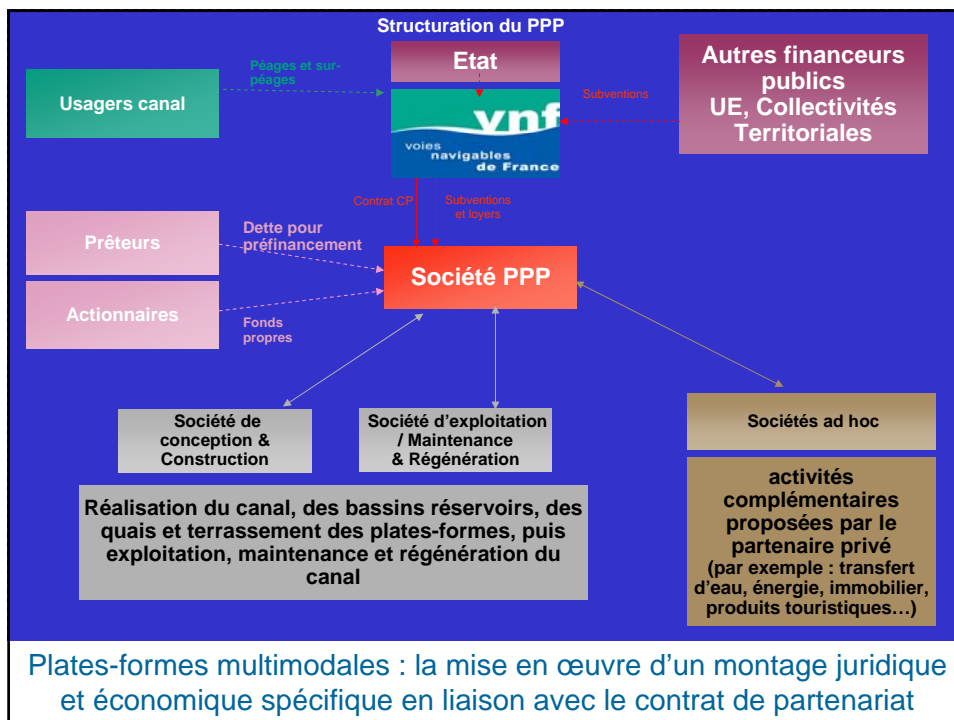 Structuration du PPP
Etat
Péages et sur-
péages
Usagers canal
Autres financeurs
publics
UE, Collectivités
Territoriales
Subventions
vnf
voies
navigables
de France
Contrat CP
Subventions
et loyers
Prêteurs
Dette pour
préfinancement
Société PPP
Actionnaires
Fonds
propres
Société de
conception &
Construction
Société d'exploitation
/ Maintenance
& Régénération
Sociétés ad hoc
Réalisation du canal, des bassins réservoirs, des
quais et terrassement des plates-formes, puis
exploitation, maintenance et régénération du
canal
activités
complémentaires
proposées par le
partenaire privé
(par exemple : transfert
d'eau, énergie, immobilier,
produits touristiques…)
Plates-formes multimodales : la mise en œuvre d'un montage juridique
et économique spécifique en liaison avec le contrat de partenariat